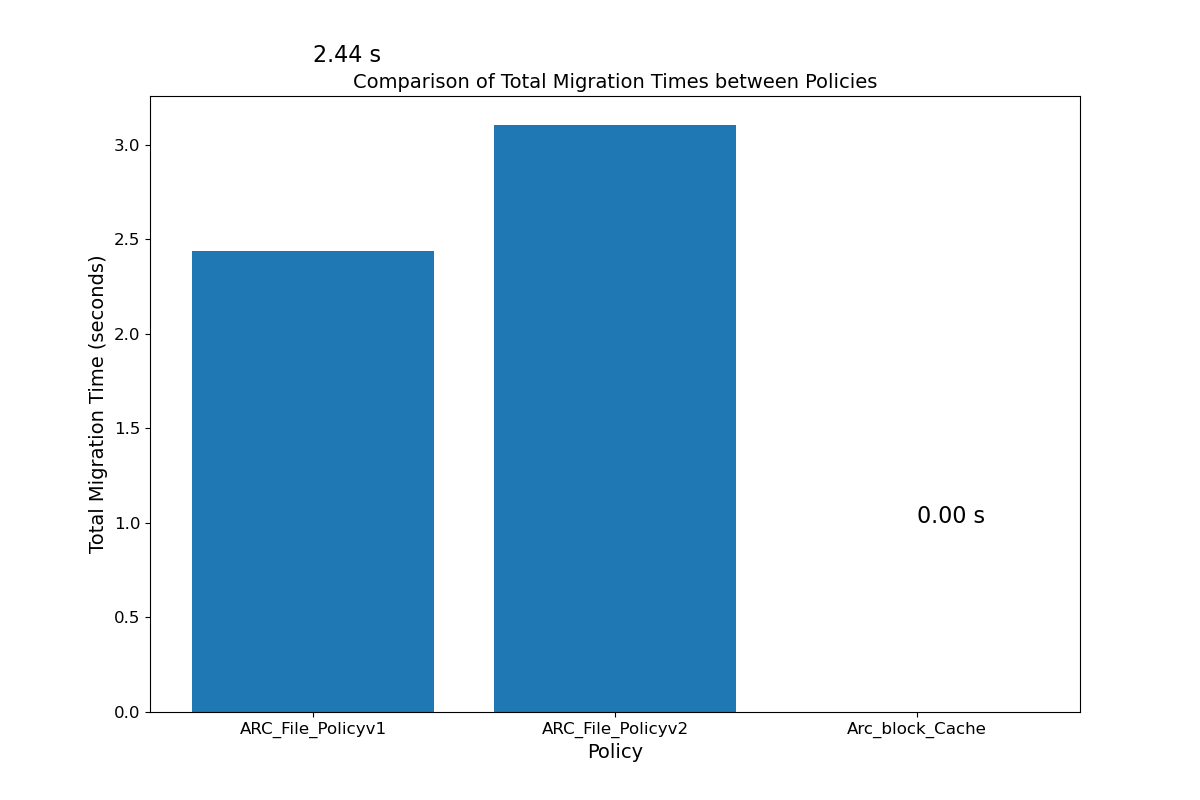 2.44 s
Comparison of Total Migration Times between Policies
Total Migration Time (seconds)
3.0
2.5
2.0
1.5
1.0
0.5
0.0
0.00 s
ARC_File_Policyv1
ARC_File_Policyv2
Arc_block_Cache
Policy